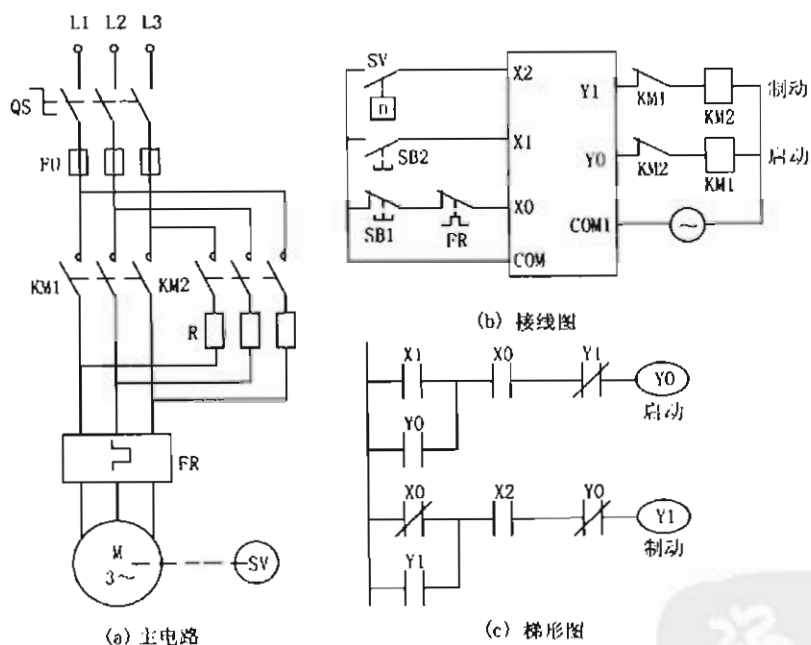 L1 L2 L3
QS
FU
KM1
KM2
R
FR
M
3～
SV
(a) 主电路
SV
n
X2
SB2
X1
SB1
FR
X0
COM
Y1
KM1
KM2
制动
Y0
KM2
KM1
启动
COM1
～
(b) 接线图
X1 X0 Y1
Y0
启动
Y0
X0 X2 Y0
Y1
制动
Y1
(c) 梯形图